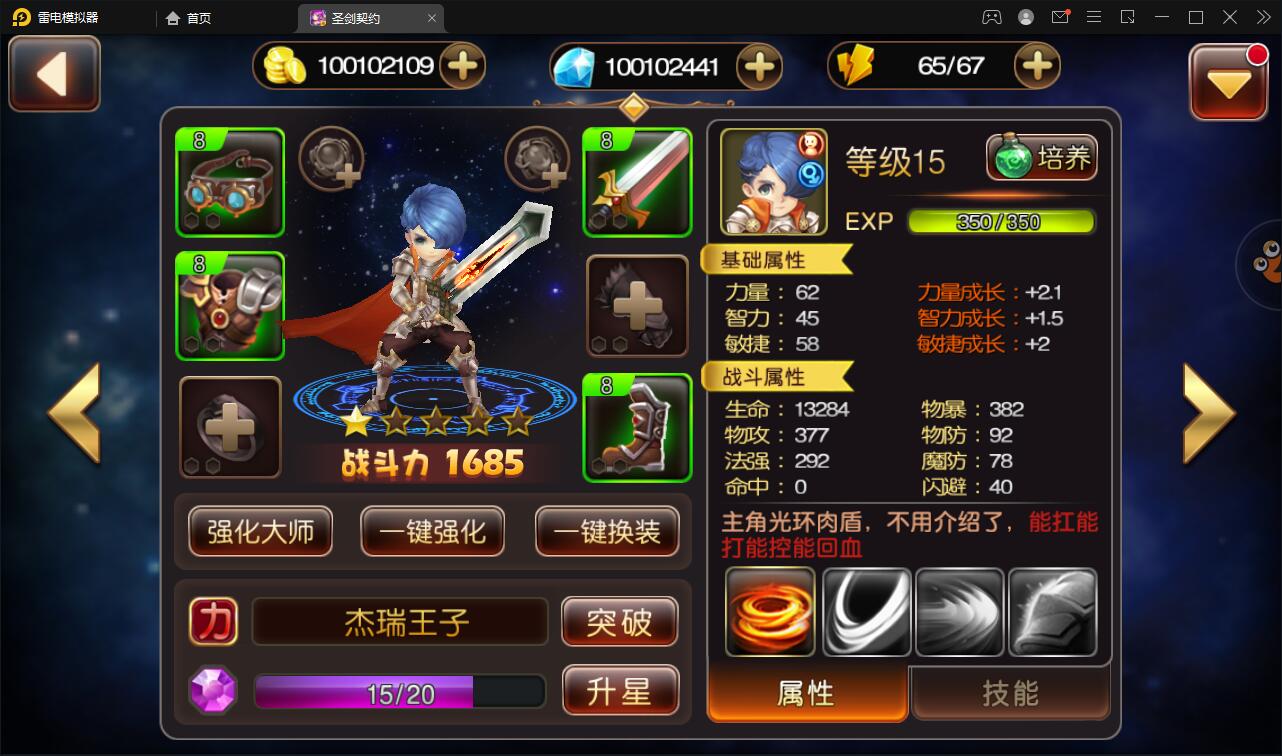 雷电模拟器
首页
圣剑契约
100102109
100102441
65/67
8
8
8
8
等级15
培养
EXP
350/350
基础属性
力量：62
力量成长：+2.1
智力：45
智力成长：+1.5
敏捷：58
敏捷成长：+2
战斗属性
生命：13284
物暴：382
物攻：377
物防：92
法强：292
魔防：78
命中：0
闪避：40
主角光环肉盾，不用介绍了，能扛能
打能控能回血
战斗力 1685
强化大师
一键强化
一键换装
力
杰瑞王子
突破
15/20
升星
属性
技能